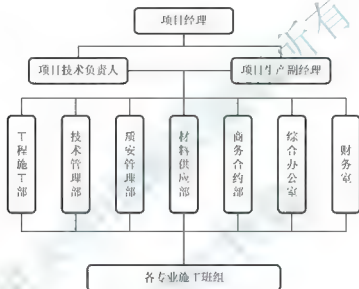 项目经理
项目技术负责人
项目生产副经理
工程施工部
技术管理部
质安管理部
材料供应部
商务合约部
综合办公室
财务室
各专业施工班组
所有